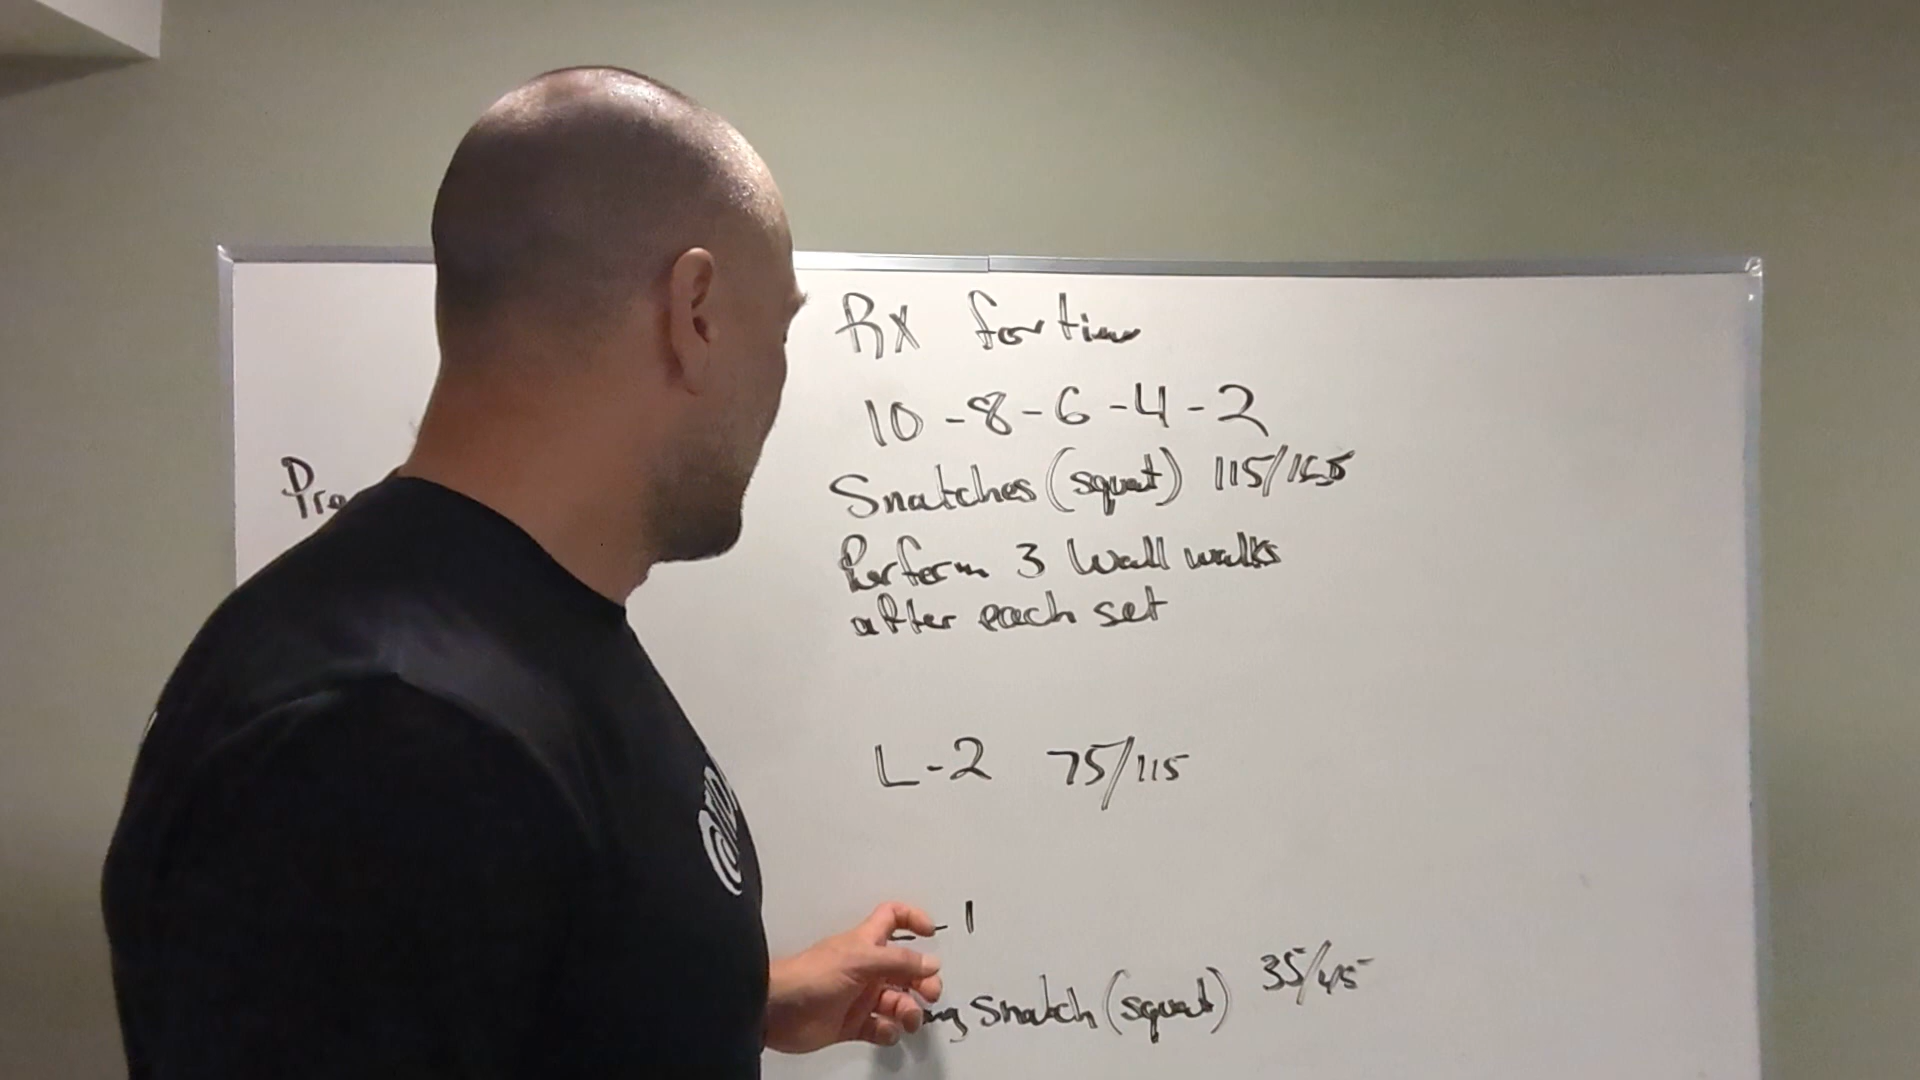 RX for time
10-8-6-4-2
Snatches (squat) 115/165
Pre
Perform 3 wall walks
after each set
L-2 75/115
-1
Snatch (squat) 35/45